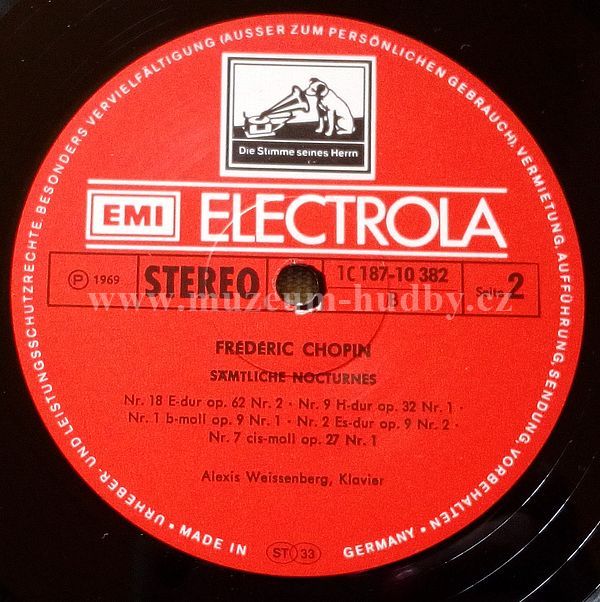 URHEBER- UND LEISTUNGSSCHUTZRECHTE, BESONDERS VERVIELFÄLTIGUNG (AUSSER ZUM PERSÖNLICHEN GEBRAUCH), VERMIETUNG, AUFFÜHRUNG, SENDUNG, VORBEHALTEN
Die Stimme seines Herrn
EMI ELECTROLA
℗ 1969 STEREO 1C 187-10 382 Seite 2
B
www.muzeum-hudby.cz
FRÉDÉRIC CHOPIN
SÄMTLICHE NOCTURNES
Nr. 18 E-dur op. 62 Nr. 2 · Nr. 9 H-dur op. 32 Nr. 1 ·
Nr. 1 b-moll op. 9 Nr. 1 · Nr. 2 Es-dur op. 9 Nr. 2 ·
Nr. 7 cis-moll op. 27 Nr. 1
Alexis Weissenberg, Klavier
• MADE IN GERMANY •
ST 33